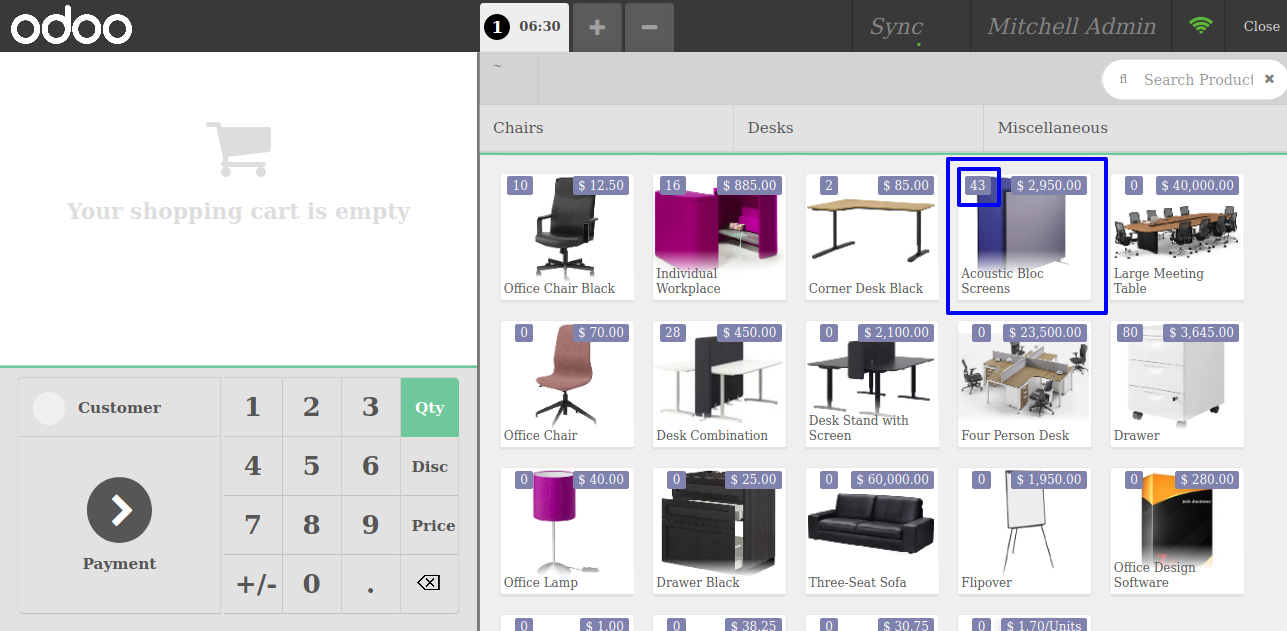 odoo
1 06:30
Sync
Mitchell Admin
Close
~
Search Product
Chairs
Desks
Miscellaneous
Your shopping cart is empty
10 $ 12.50
Office Chair Black
16 $ 885.00
Individual
Workplace
2 $ 85.00
Corner Desk Black
43 $ 2,950.00
Acoustic Bloc
Screens
0 $ 40,000.00
Large Meeting
Table
0 $ 70.00
Office Chair
28 $ 450.00
Desk Combination
0 $ 2,100.00
Desk Stand with
Screen
0 $ 23,500.00
Four Person Desk
80 $ 3,645.00
Drawer
0 $ 40.00
Office Lamp
0 $ 25.00
Drawer Black
0 $ 60,000.00
Three-Seat Sofa
0 $ 1,950.00
Flipover
0 $ 280.00
Office Design
Software
0 $ 1.00
0 $ 38.25
0 $ 30.75
0 $ 1.70/Units
Customer
Payment
1 2 3 Qty
4 5 6 Disc
7 8 9 Price
+/- 0 .